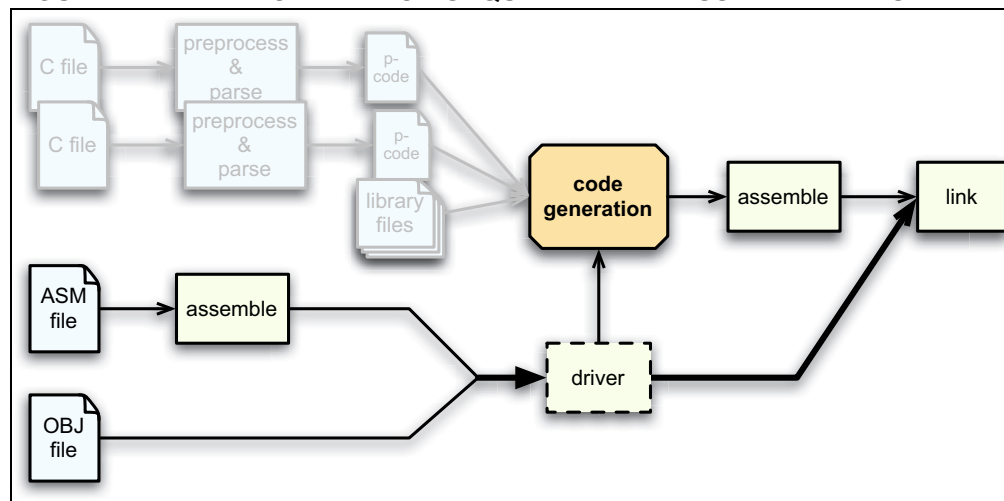 C file
preprocess
&
parse
p-
code
C file
preprocess
&
parse
p-
code
library
files
code
generation
assemble
link
ASM
file
assemble
driver
OBJ
file